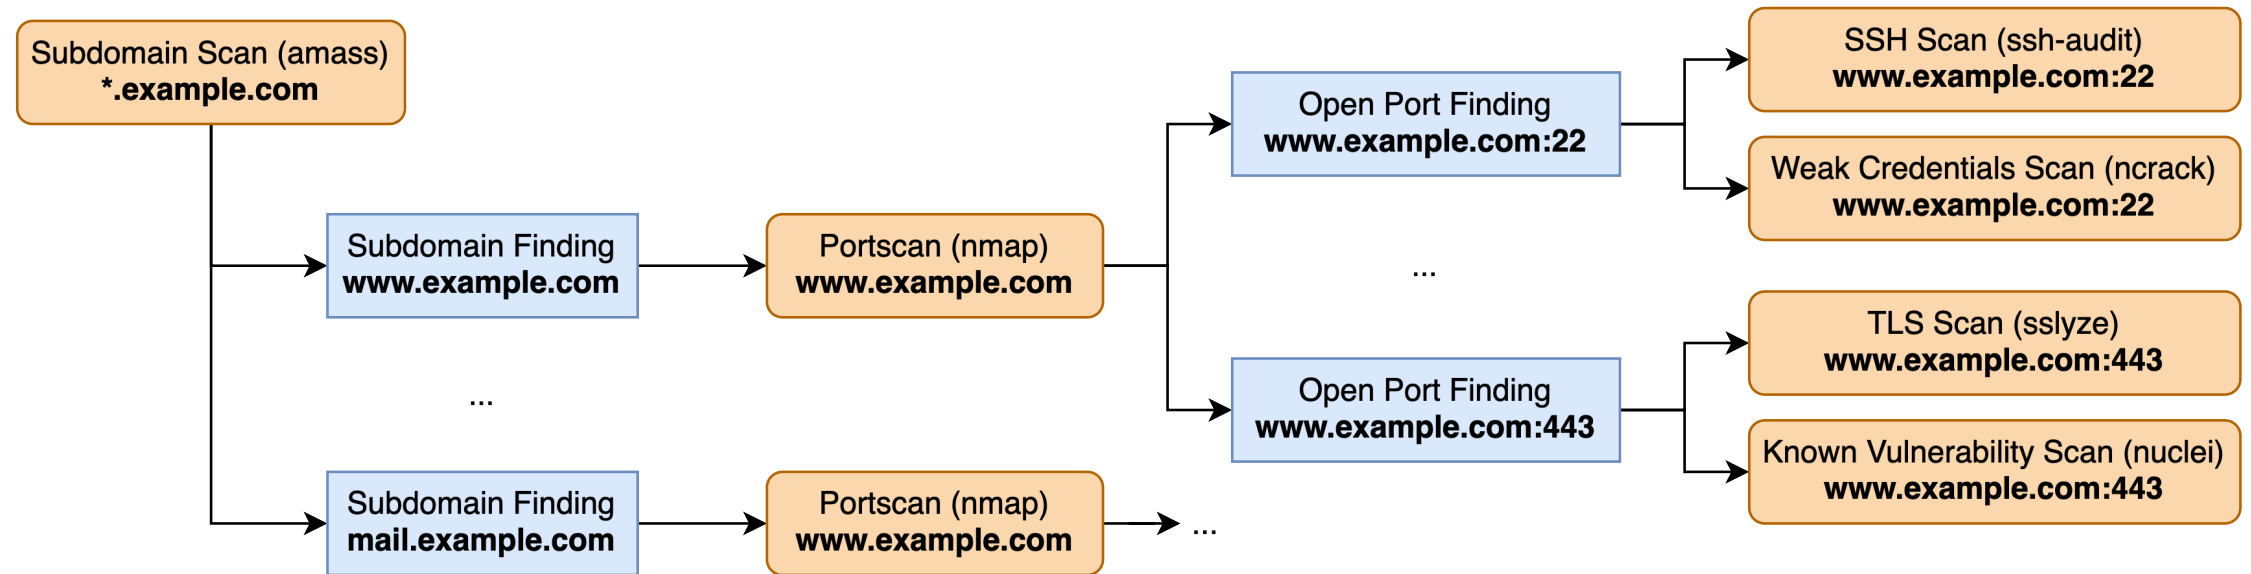 Subdomain Scan (amass)
*.example.com
Subdomain Finding
www.example.com
...
Subdomain Finding
mail.example.com
Portscan (nmap)
www.example.com
Portscan (nmap)
www.example.com
...
Open Port Finding
www.example.com:22
...
Open Port Finding
www.example.com:443
SSH Scan (ssh-audit)
www.example.com:22
Weak Credentials Scan (ncrack)
www.example.com:22
TLS Scan (sslyze)
www.example.com:443
Known Vulnerability Scan (nuclei)
www.example.com:443